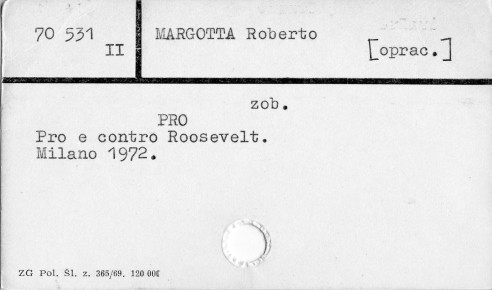 70 531 MARGOTTA Roberto
II [oprac.]
zob.
PRO
Pro e contro Roosevelt.
Milano 1972.
ZG Pol. Śl. z. 365/69. 120 000